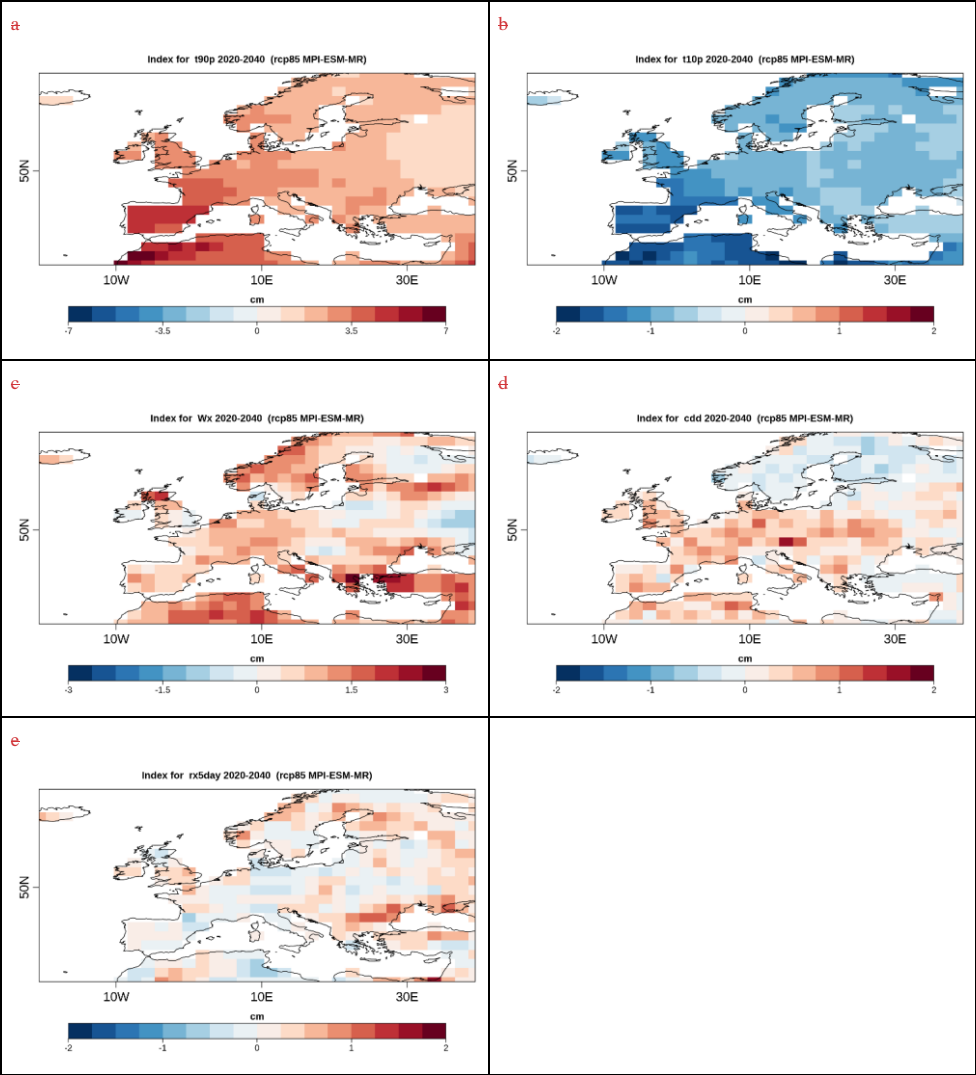 a
Index for t90p 2020-2040 (rcp85 MPI-ESM-MR)
50N
10W 10E 30E
cm
-7 -3.5 0 3.5 7
b
Index for t10p 2020-2040 (rcp85 MPI-ESM-MR)
50N
10W 10E 30E
cm
-2 -1 0 1 2
c
Index for Wx 2020-2040 (rcp85 MPI-ESM-MR)
50N
10W 10E 30E
cm
-3 -1.5 0 1.5 3
d
Index for cdd 2020-2040 (rcp85 MPI-ESM-MR)
50N
10W 10E 30E
cm
-2 -1 0 1 2
e
Index for rx5day 2020-2040 (rcp85 MPI-ESM-MR)
50N
10W 10E 30E
cm
-2 -1 0 1 2